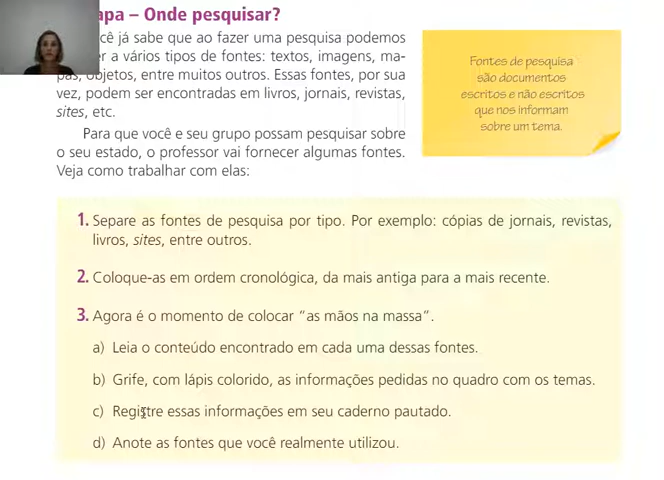 apa – Onde pesquisar?
cê já sabe que ao fazer uma pesquisa podemos
er a vários tipos de fontes: textos, imagens, ma-
pas, objetos, entre muitos outros. Essas fontes, por sua
vez, podem ser encontradas em livros, jornais, revistas,
sites, etc.
Para que você e seu grupo possam pesquisar sobre
o seu estado, o professor vai fornecer algumas fontes.
Veja como trabalhar com elas:
Fontes de pesquisa
são documentos
escritos e não escritos
que nos informam
sobre um tema.
1. Separe as fontes de pesquisa por tipo. Por exemplo: cópias de jornais, revistas,
livros, sites, entre outros.
2. Coloque-as em ordem cronológica, da mais antiga para a mais recente.
3. Agora é o momento de colocar “as mãos na massa”.
a) Leia o conteúdo encontrado em cada uma dessas fontes.
b) Grife, com lápis colorido, as informações pedidas no quadro com os temas.
c) Registre essas informações em seu caderno pautado.
d) Anote as fontes que você realmente utilizou.